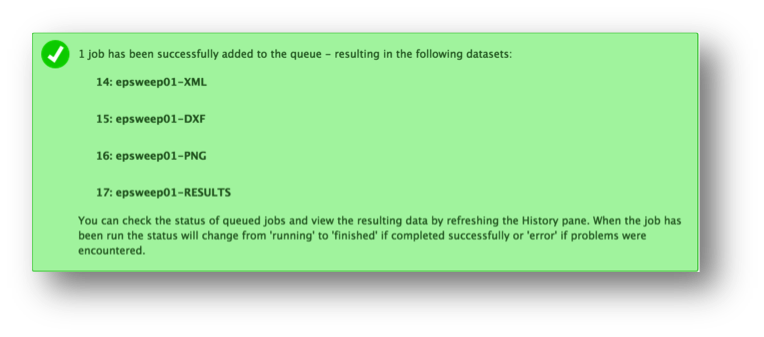 1 job has been successfully added to the queue – resulting in the following datasets:
14: epsweep01-XML
15: epsweep01-DXF
16: epsweep01-PNG
17: epsweep01-RESULTS
You can check the status of queued jobs and view the resulting data by refreshing the History pane. When the job has
been run the status will change from 'running' to 'finished' if completed successfully or 'error' if problems were
encountered.